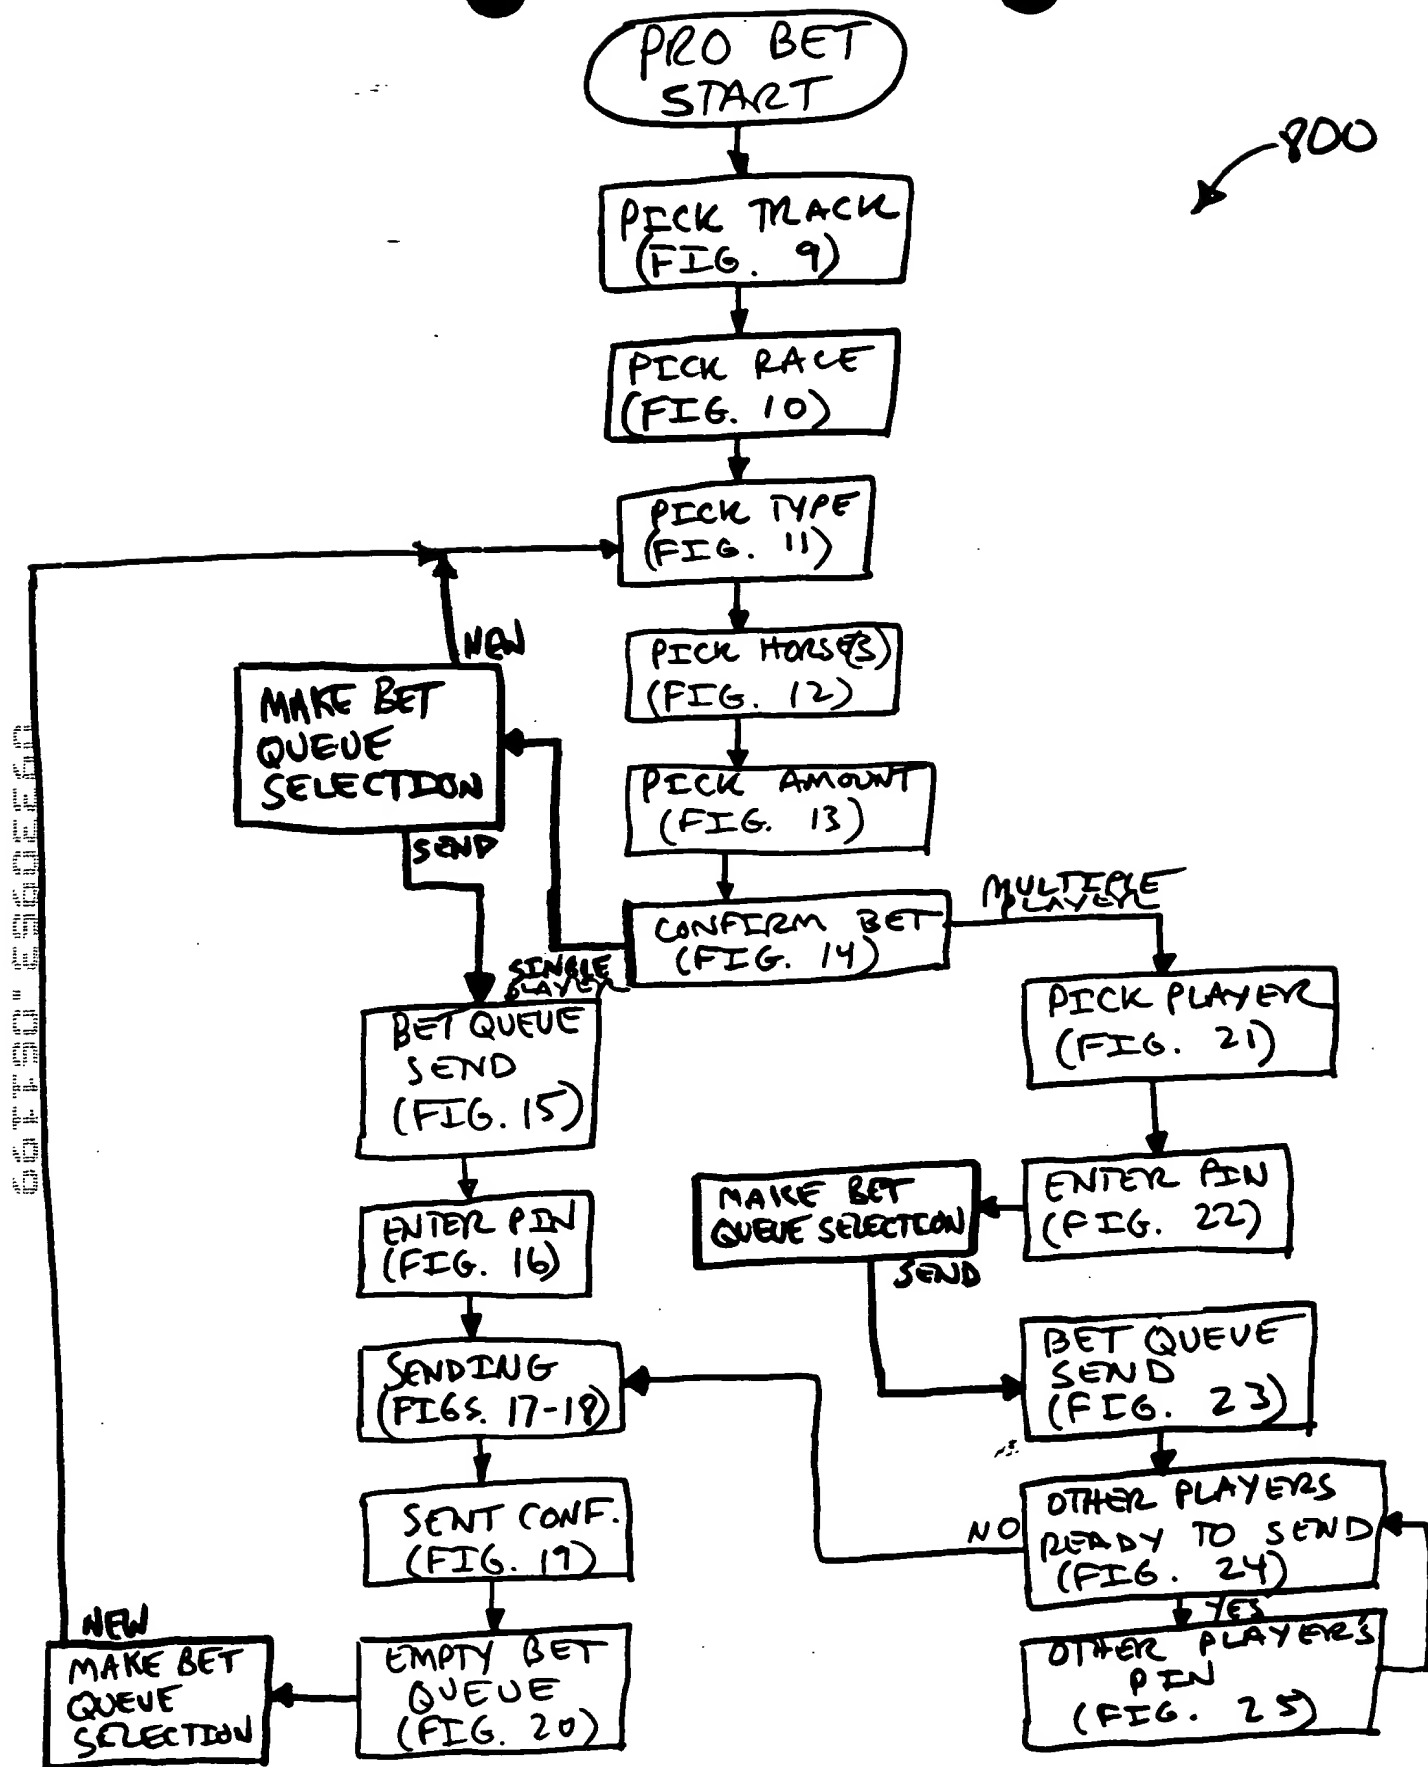 PRO BET
START
800
PICK TRACK
(FIG. 9)
PICK RACE
(FIG. 10)
PICK TYPE
(FIG. 11)
NEW
PICK HORSE(S)
(FIG. 12)
MAKE BET
QUEUE
SELECTION
SEND
PICK AMOUNT
(FIG. 13)
CONFIRM BET
(FIG. 14)
MULTIPLE
PLAYER
SINGLE
PLAYER
PICK PLAYER
(FIG. 21)
BET QUEUE
SEND
(FIG. 15)
ENTER PIN
(FIG. 22)
MAKE BET
QUEUE SELECTION
SEND
ENTER PIN
(FIG. 16)
BET QUEUE
SEND
(FIG. 23)
SENDING
(FIGS. 17-18)
OTHER PLAYERS
READY TO SEND
(FIG. 24)
NO
YES
SENT CONF.
(FIG. 19)
OTHER PLAYER'S
PIN
(FIG. 25)
EMPTY BET
QUEUE
(FIG. 20)
NEW
MAKE BET
QUEUE
SELECTION